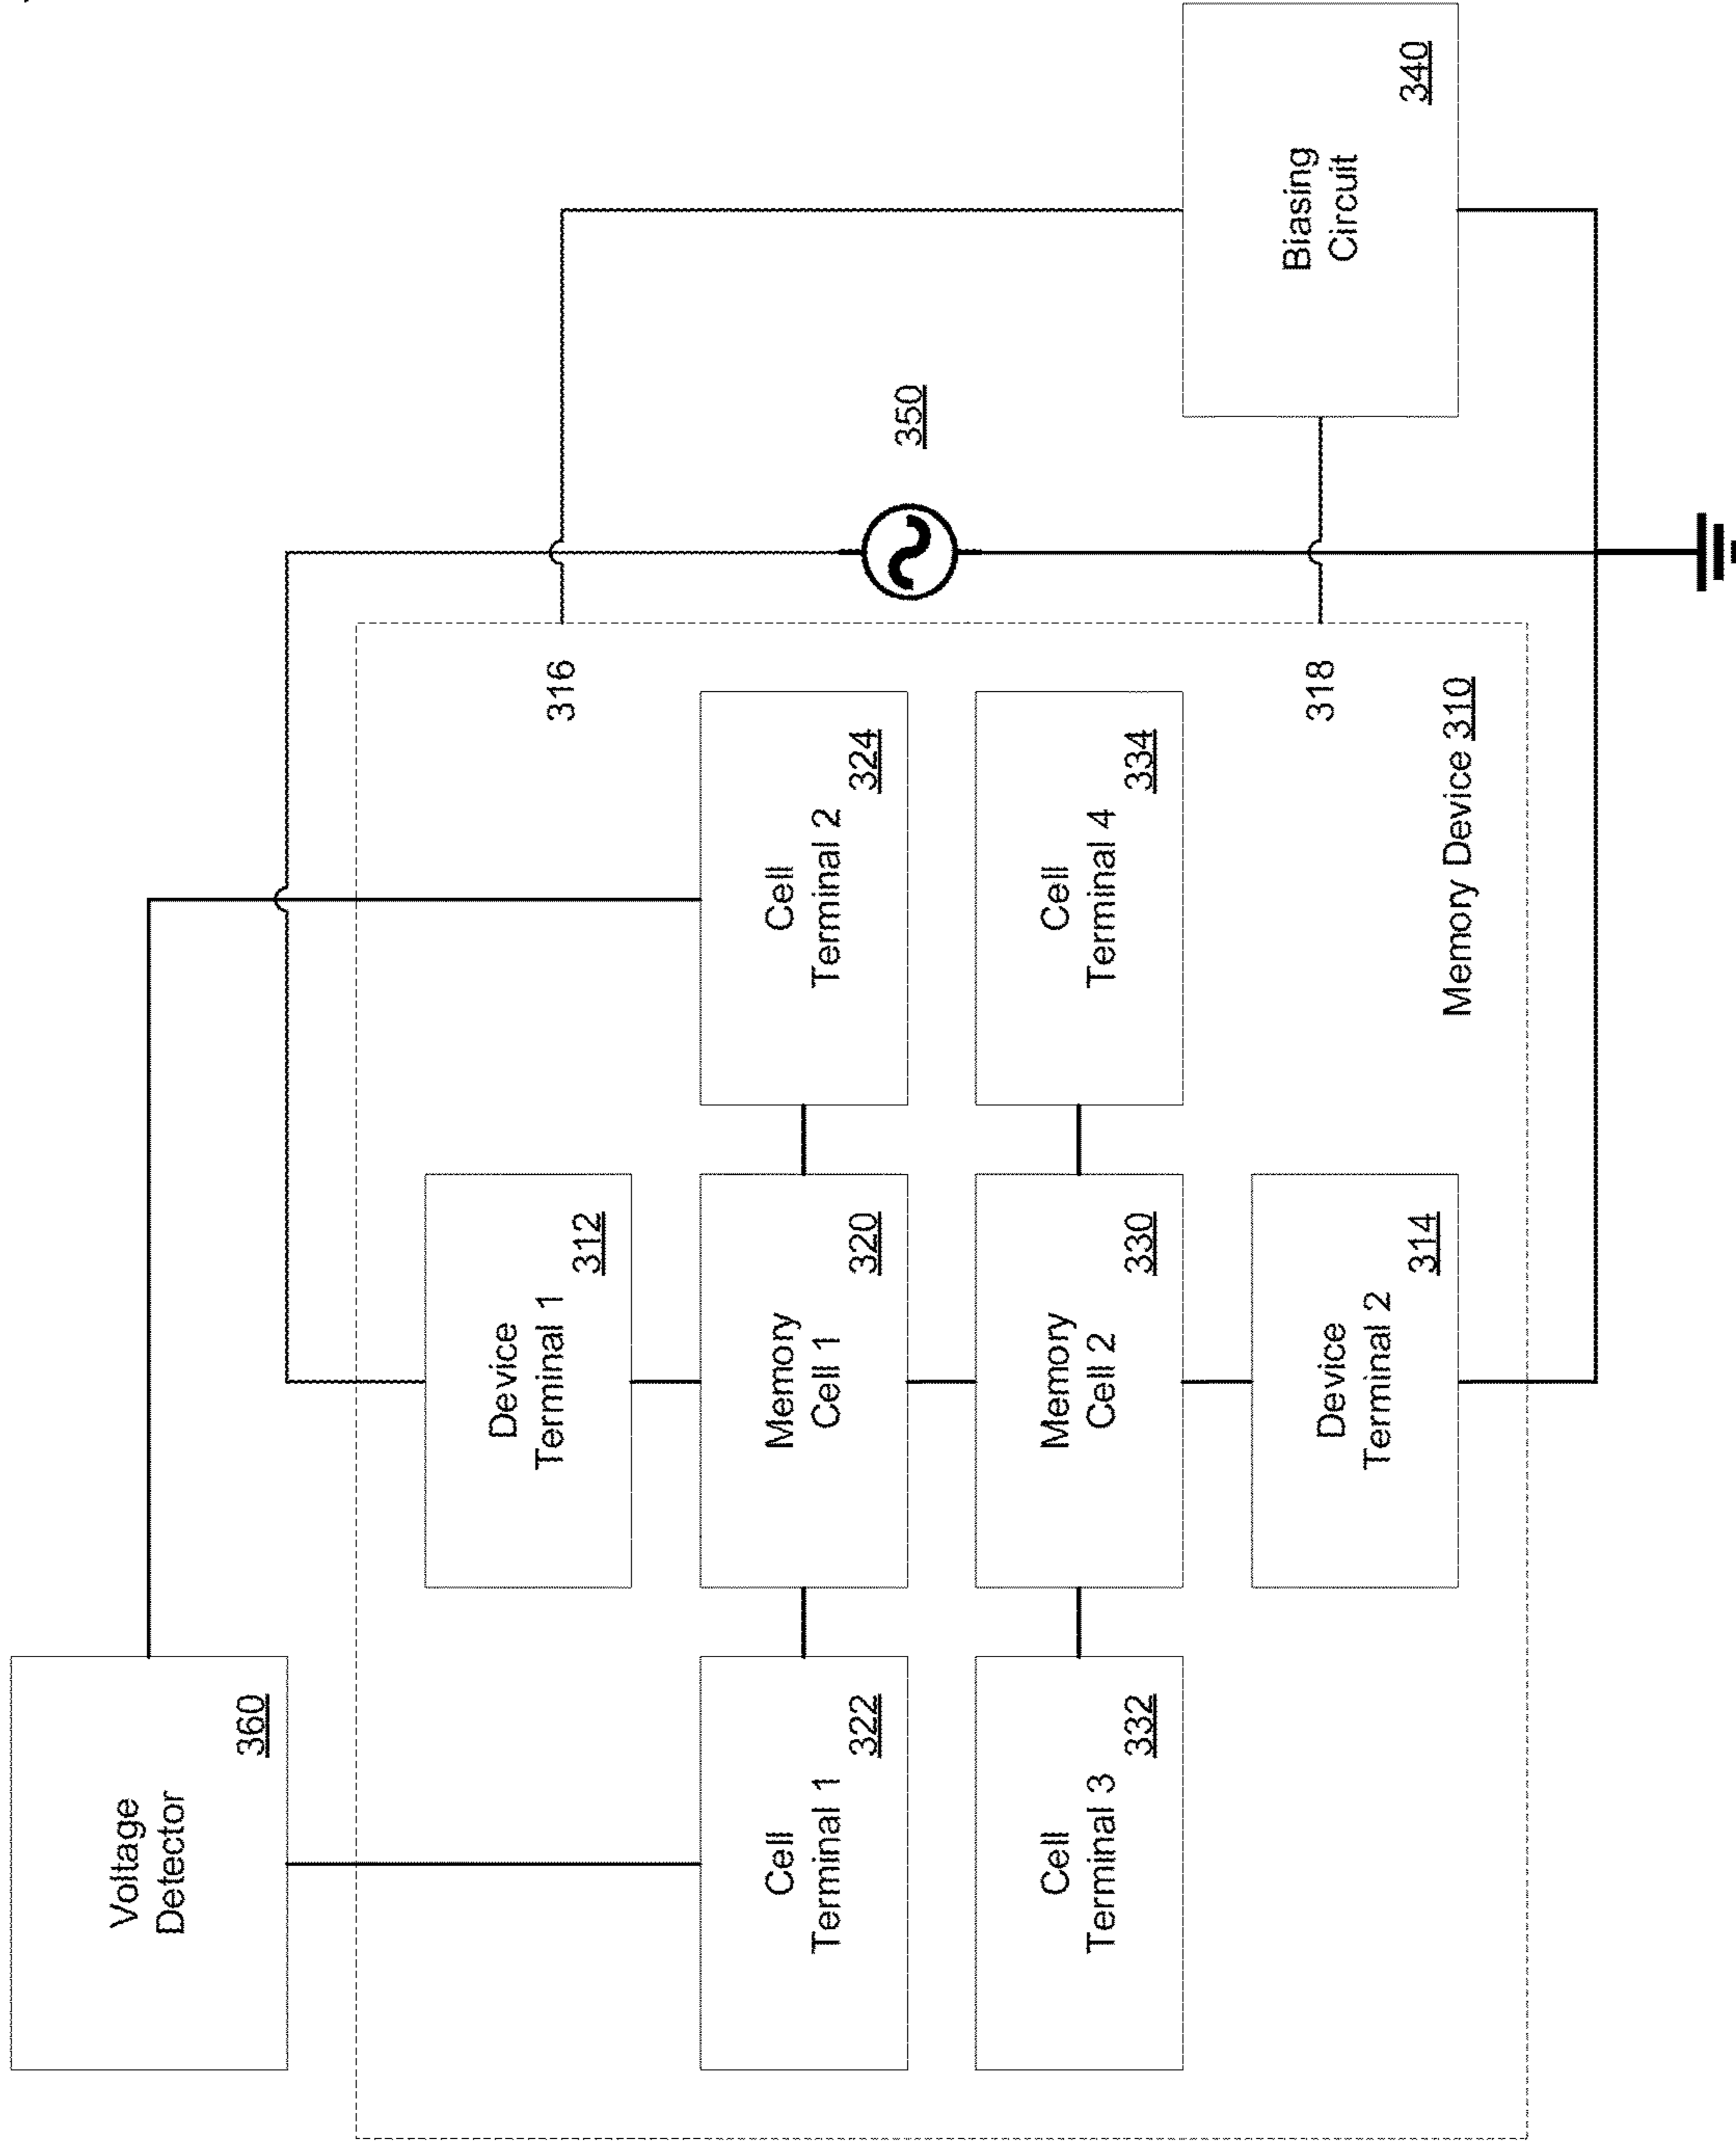 Voltage
Detector
360
Device
Terminal 1
312
316
Cell
Terminal 1
322
Memory
Cell 1
320
Cell
Terminal 2
324
350
Cell
Terminal 3
332
Memory
Cell 2
330
Cell
Terminal 4
334
Device
Terminal 2
314
318
Biasing
Circuit
340
Memory Device 310